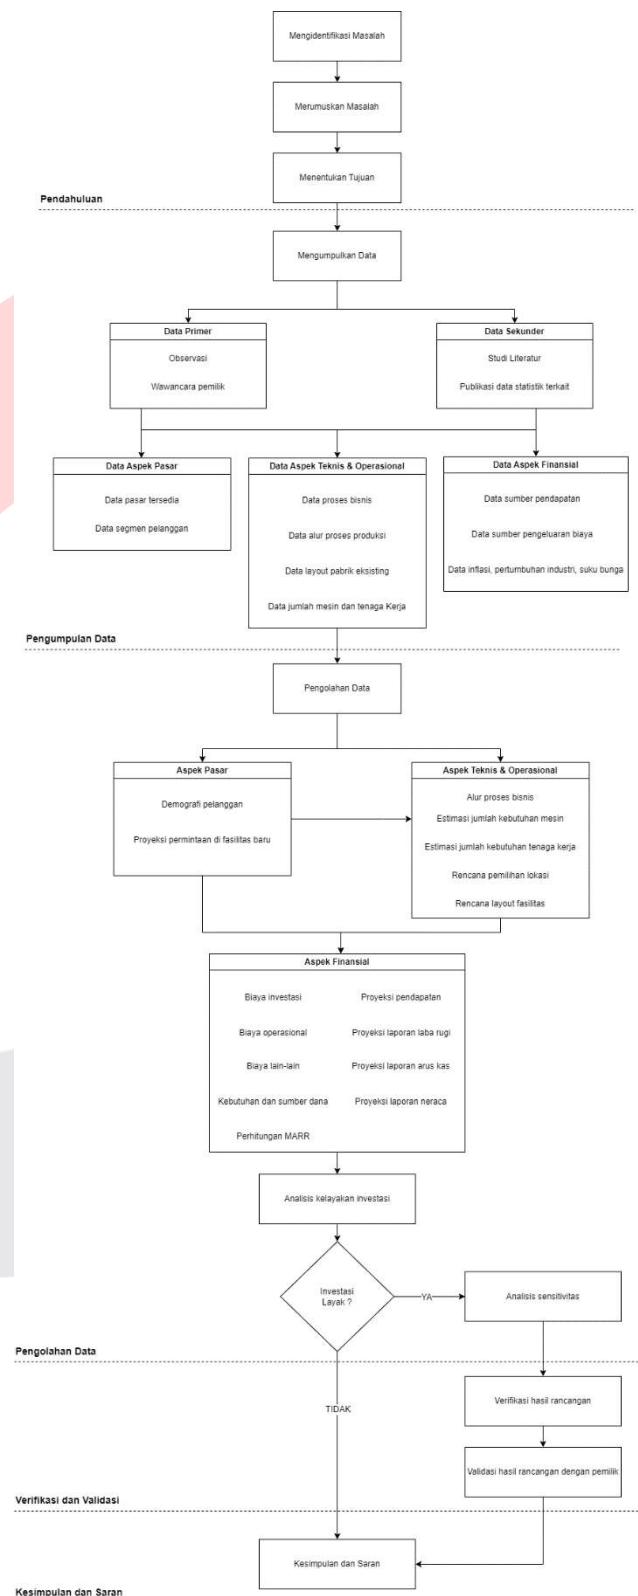 Mengidentifikasi Masalah
Merumuskan Masalah
Menentukan Tujuan
Pendahuluan
Mengumpulkan Data
Data Primer
Observasi
Wawancara pemilik
Data Sekunder
Studi Literatur
Publikasi data statistik terkait
Data Aspek Pasar
Data pasar tersedia
Data segmen pelanggan
Data Aspek Teknis & Operasional
Data proses bisnis
Data alur proses produksi
Data layout pabrik eksisting
Data jumlah mesin dan tenaga Kerja
Data Aspek Finansial
Data sumber pendapatan
Data sumber pengeluaran biaya
Data inflasi, pertumbuhan industri, suku bunga
Pengumpulan Data
Pengolahan Data
Aspek Pasar
Demografi pelanggan
Proyeksi permintaan di fasilitas baru
Aspek Teknis & Operasional
Alur proses bisnis
Estimasi jumlah kebutuhan mesin
Estimasi jumlah kebutuhan tenaga kerja
Rencana pemilihan lokasi
Rencana layout fasilitas
Aspek Finansial
Biaya investasi
Biaya operasional
Biaya lain-lain
Kebutuhan dan sumber dana
Perhitungan MARR
Proyeksi pendapatan
Proyeksi laporan laba rugi
Proyeksi laporan arus kas
Proyeksi laporan neraca
Analisis kelayakan investasi
Investasi
Layak ?
YA
Analisis sensitivitas
Pengolahan Data
TIDAK
Verifikasi hasil rancangan
Validasi hasil rancangan dengan pemilik
Verifikasi dan Validasi
Kesimpulan dan Saran
Kesimpulan dan Saran